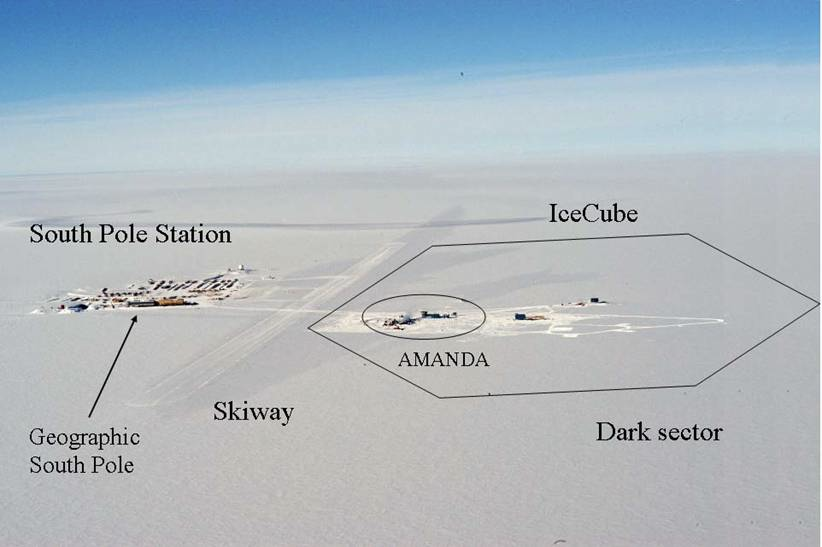 IceCube
South Pole Station
AMANDA
Skiway
Geographic
South Pole
Dark sector